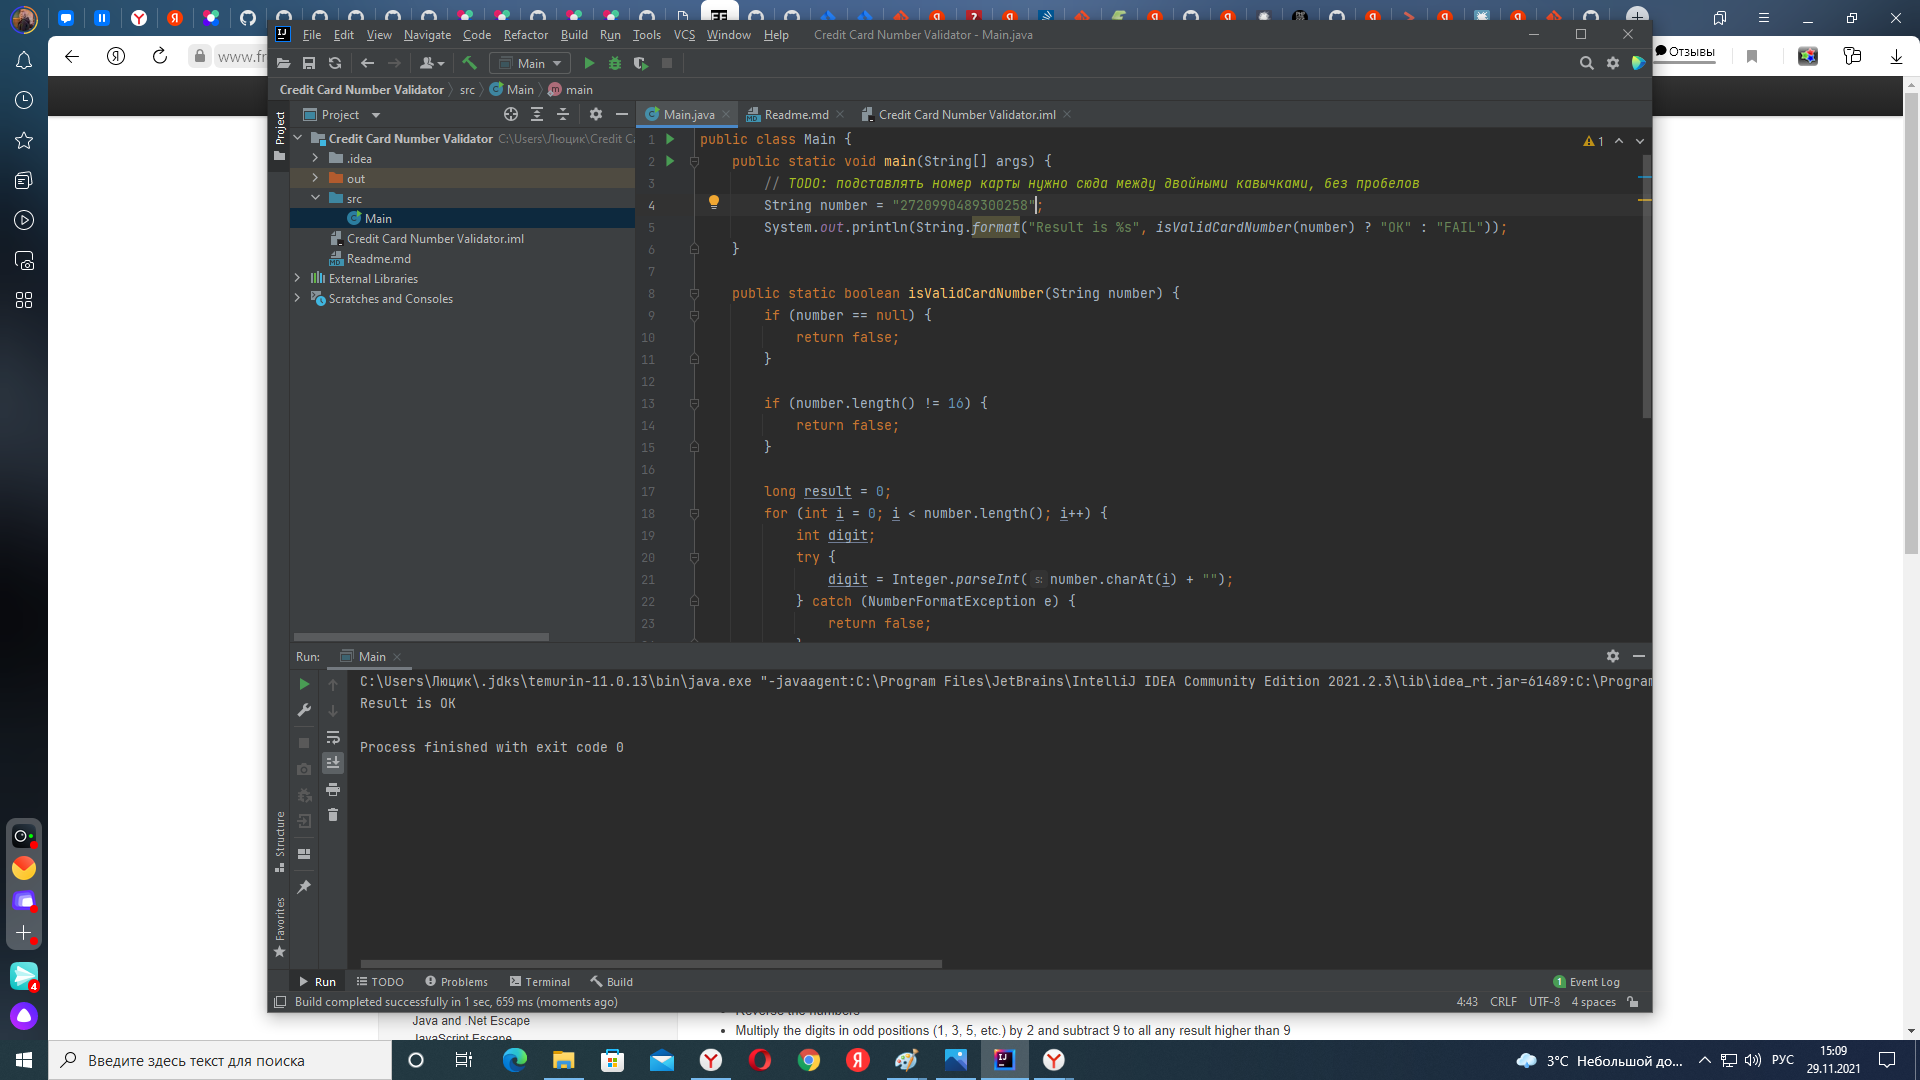 File Edit View Navigate Code Refactor Build Run Tools VCS Window Help Credit Card Number Validator - Main.java
www.fr
Отзывы
Main
Credit Card Number Validator src Main main
Project
Main.java Readme.md Credit Card Number Validator.iml
Project
Credit Card Number Validator C:\Users\Люцик\Credit C
.idea
out
src
Main
Credit Card Number Validator.iml
Readme.md
External Libraries
Scratches and Consoles
1
1 public class Main {
2 public static void main(String[] args) {
3 // TODO: подставлять номер карты нужно сюда между двойными кавычками, без пробелов
4 String number = "2720990489300258";
5 System.out.println(String.format("Result is %s", isValidCardNumber(number) ? "OK" : "FAIL"));
6 }
7
8 public static boolean isValidCardNumber(String number) {
9 if (number == null) {
10 return false;
11 }
12
13 if (number.length() != 16) {
14 return false;
15 }
16
17 long result = 0;
18 for (int i = 0; i < number.length(); i++) {
19 int digit;
20 try {
21 digit = Integer.parseInt( s: number.charAt(i) + "");
22 } catch (NumberFormatException e) {
23 return false;
Run: Main
C:\Users\Люцик\.jdks\temurin-11.0.13\bin\java.exe "-javaagent:C:\Program Files\JetBrains\IntelliJ IDEA Community Edition 2021.2.3\lib\idea_rt.jar=61489:C:\Program
Result is OK
Process finished with exit code 0
Structure
Favorites
Run TODO Problems Terminal Build 1 Event Log
Build completed successfully in 1 sec, 659 ms (moments ago) 4:43 CRLF UTF-8 4 spaces
Reverse the numbers
Java and .Net Escape
Multiply the digits in odd positions (1, 3, 5, etc.) by 2 and subtract 9 to all any result higher than 9
JavaScript Escape
4
Введите здесь текст для поиска
3°C Небольшой до...
РУС
15:09
29.11.2021